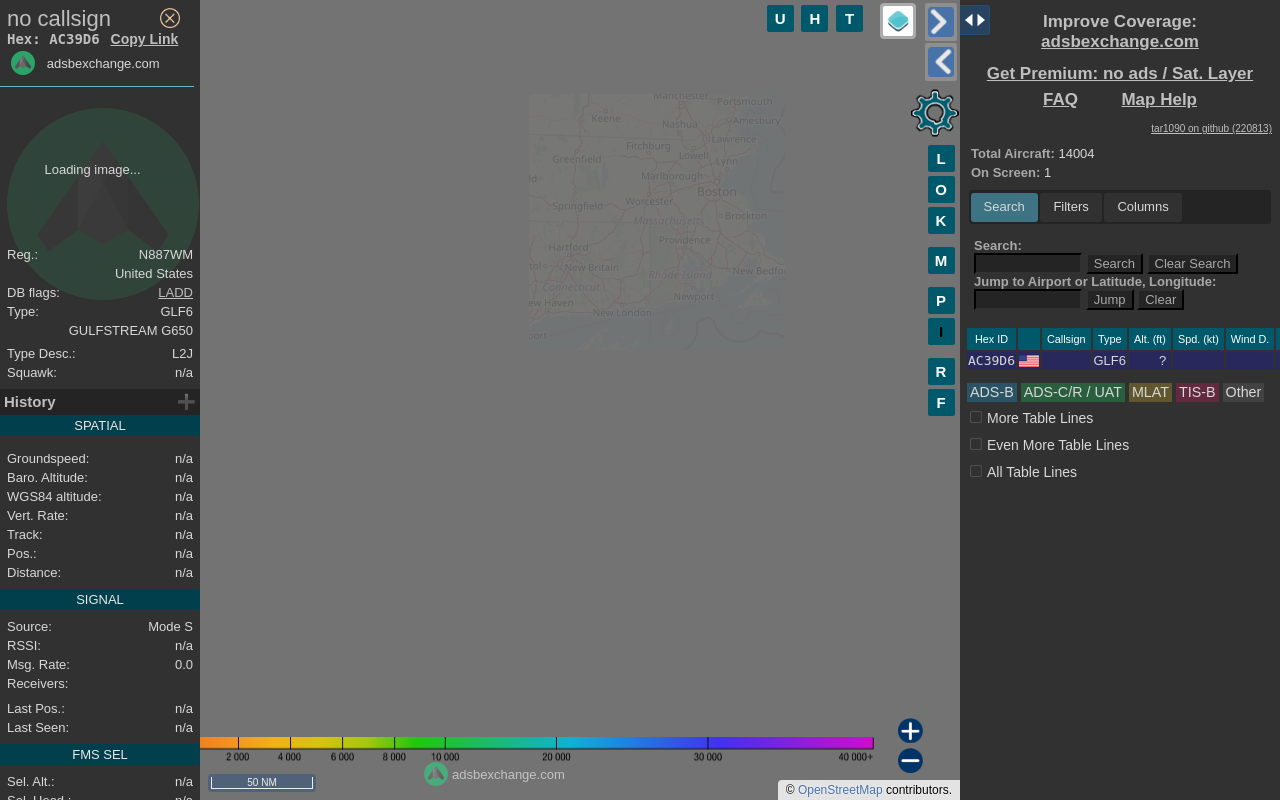 no callsign
Hex: AC39D6 Copy Link
adsbexchange.com
Loading image...
Reg.: N887WM
United States
DB flags: LADD
Type: GLF6
GULFSTREAM G650
Type Desc.: L2J
Squawk: n/a
History
SPATIAL
Groundspeed: n/a
Baro. Altitude: n/a
WGS84 altitude: n/a
Vert. Rate: n/a
Track: n/a
Pos.: n/a
Distance: n/a
SIGNAL
Source: Mode S
RSSI: n/a
Msg. Rate: 0.0
Receivers:
Last Pos.: n/a
Last Seen: n/a
FMS SEL
Sel. Alt.: n/a
Sel. Head.: n/a
U H T
L
O
K
M
P
I
R
F
Manchester
Portsmouth
Keene
Nashua
Amesbury
Lawrence
Fitchburg
Lowell
Greenfield
Lynn
Marlborough
Boston
Springfield
Worcester
Brockton
Massachusetts
Providence
Hartford
New Britain
Rhode Island
New Bedfo
Connecticut
Newport
ew Haven
New London
port
2 000 4 000 6 000 8 000 10 000 20 000 30 000 40 000+
50 NM
adsbexchange.com
© OpenStreetMap contributors.
Improve Coverage:
adsbexchange.com
Get Premium: no ads / Sat. Layer
FAQ Map Help
tar1090 on github (220813)
Total Aircraft: 14004
On Screen: 1
Search Filters Columns
Search:
Search Clear Search
Jump to Airport or Latitude, Longitude:
Jump Clear
Hex ID Callsign Type Alt. (ft) Spd. (kt) Wind D.
AC39D6 GLF6 ?
ADS-B ADS-C/R / UAT MLAT TIS-B Other
More Table Lines
Even More Table Lines
All Table Lines